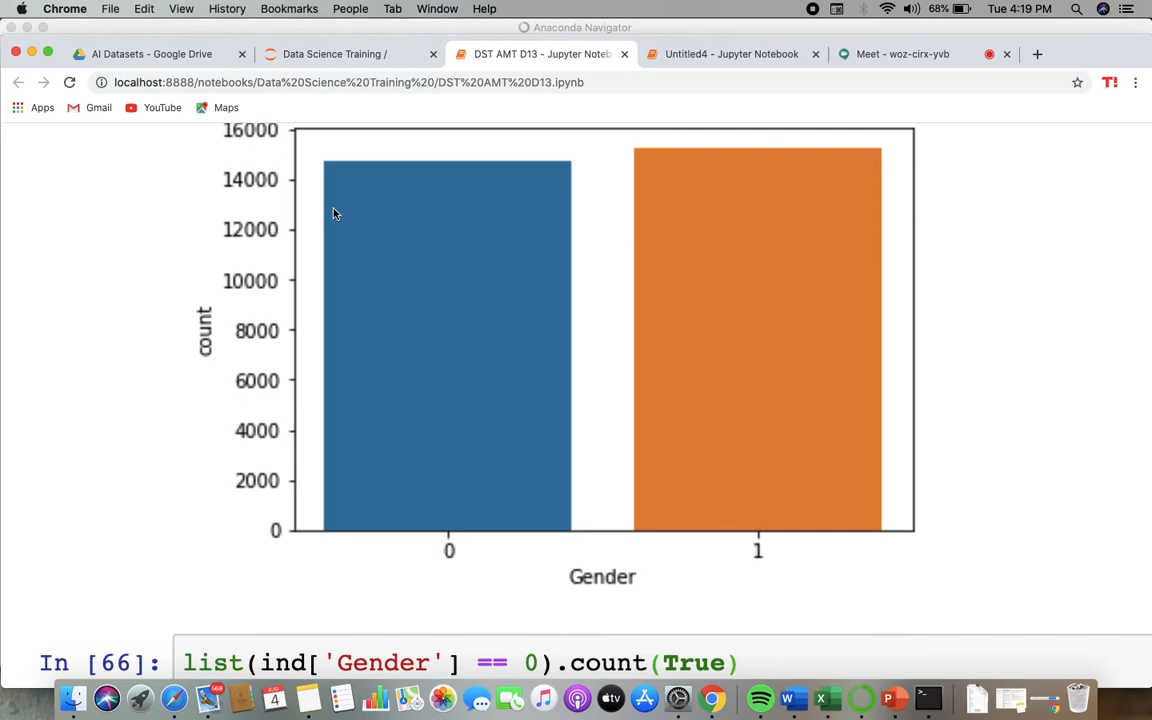 Chrome File Edit View History Bookmarks People Tab Window Help 68% Tue 4:19 PM
Anaconda Navigator
AI Datasets - Google Drive Data Science Training / DST AMT D13 - Jupyter Noteb Untitled4 - Jupyter Notebook Meet - woz-cirx-yvb
localhost:8888/notebooks/Data%20Science%20Training%20/DST%20AMT%20D13.ipynb T!
Apps Gmail YouTube Maps
16000
14000
12000
10000
8000
6000
4000
2000
0
count
0 1
Gender
In [66]: list(ind['Gender'] == 0).count(True)